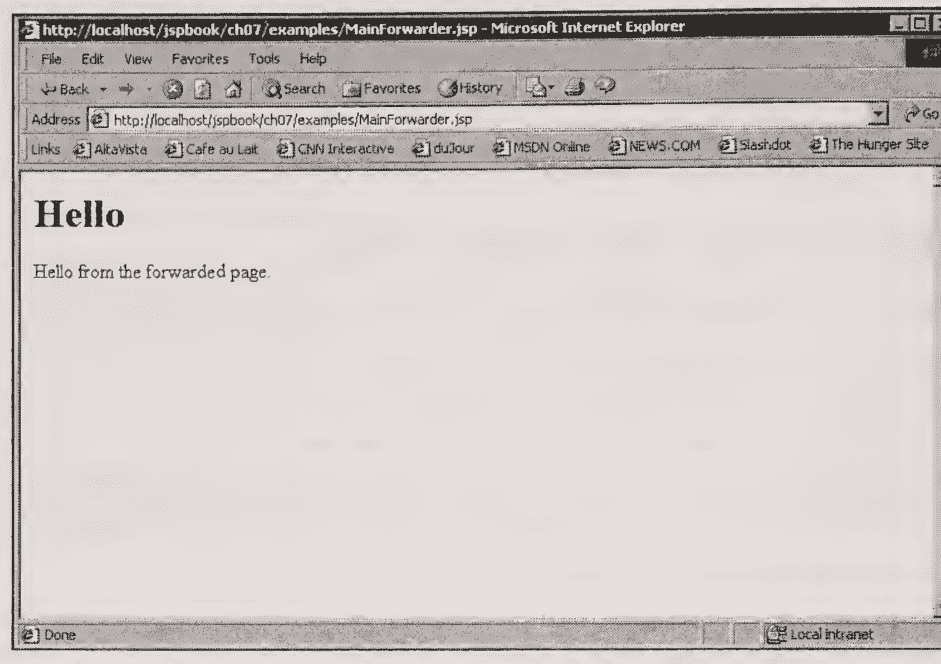 http://localhost/jspbook/ch07/examples/MainForwarder.jsp - Microsoft Internet Explorer
File Edit View Favorites Tools Help
Back Search Favorites History
Address http://localhost/jspbook/ch07/examples/MainForwarder.jsp Go
Links AltaVista Cafe au Lait CNN Interactive duJour MSDN Online NEWS.COM Slashdot The Hunger Site
Hello
Hello from the forwarded page.
Done Local intranet